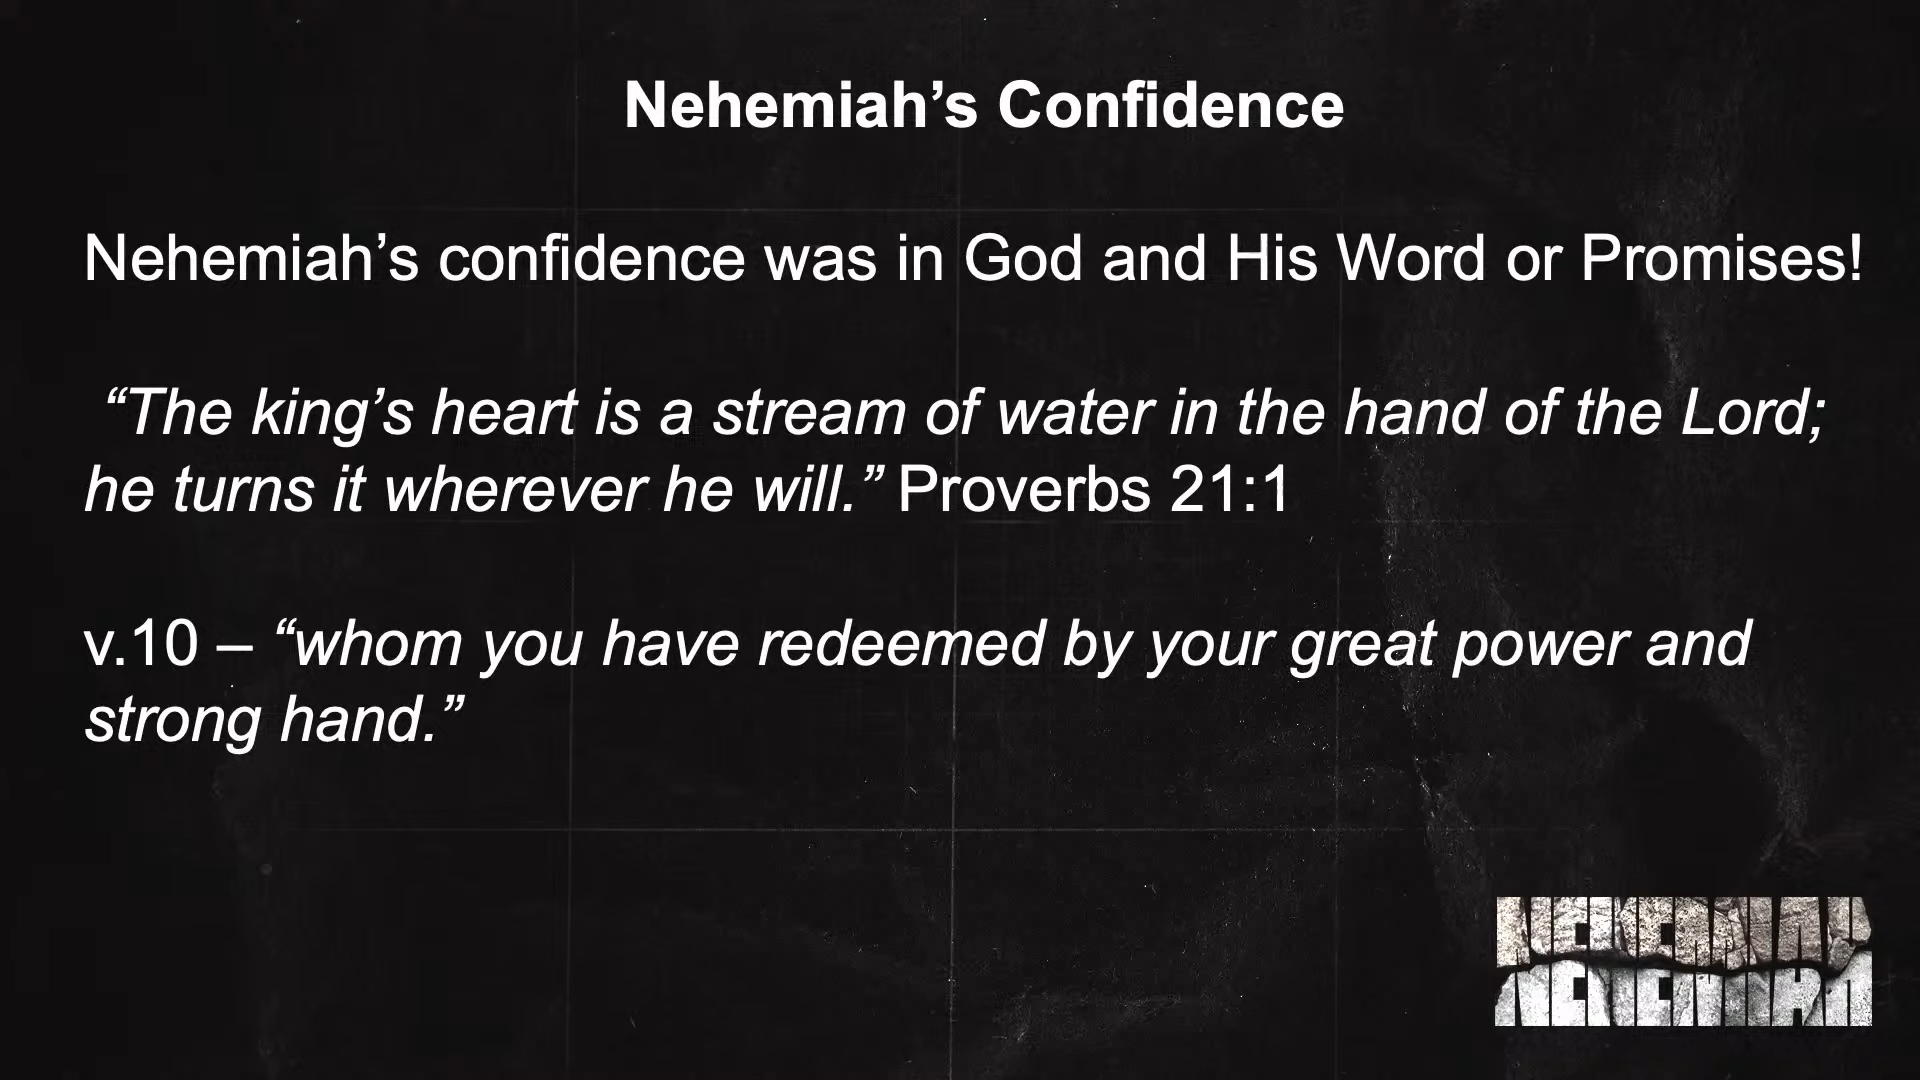 Nehemiah’s Confidence
Nehemiah’s confidence was in God and His Word or Promises!
“The king’s heart is a stream of water in the hand of the Lord;
he turns it wherever he will.” Proverbs 21:1
v.10 – “whom you have redeemed by your great power and
strong hand.”
NEHEMIAH
NEHEMIAH